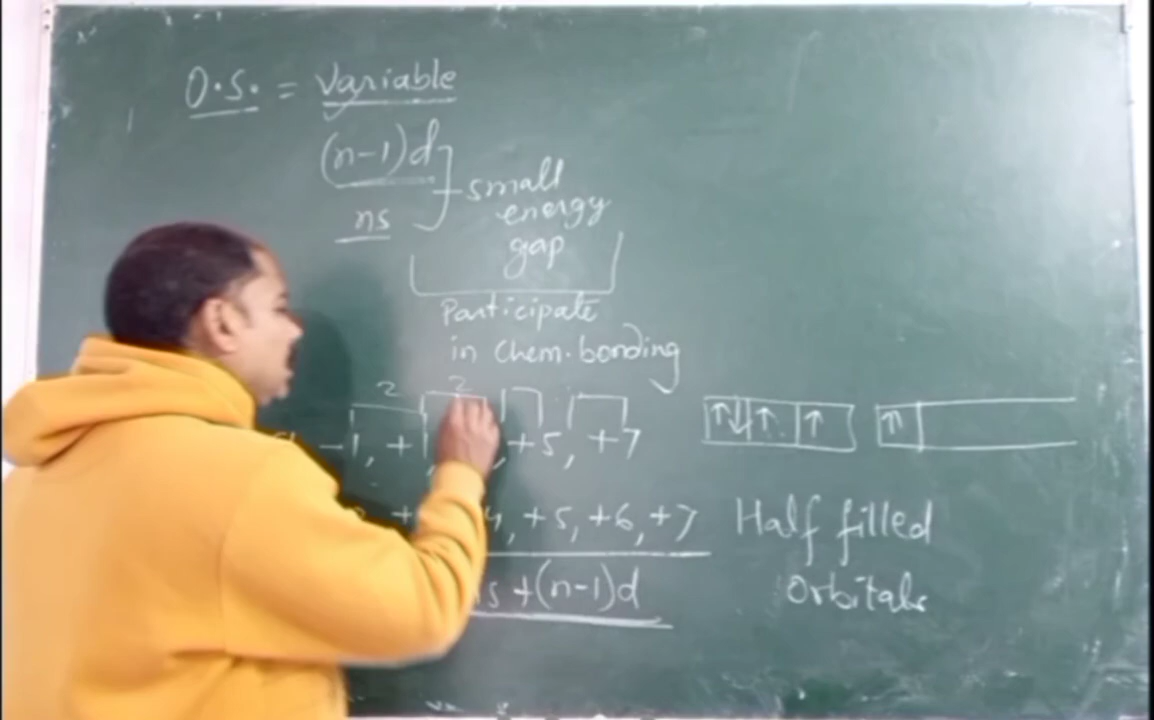 O.S. = Variable
(n-1)d
ns
small
energy
gap
Participate
in Chem. bonding
2 2
-1, + , +5, +7
4, +5, +6, +7
s + (n-1)d
Half filled
Orbitals